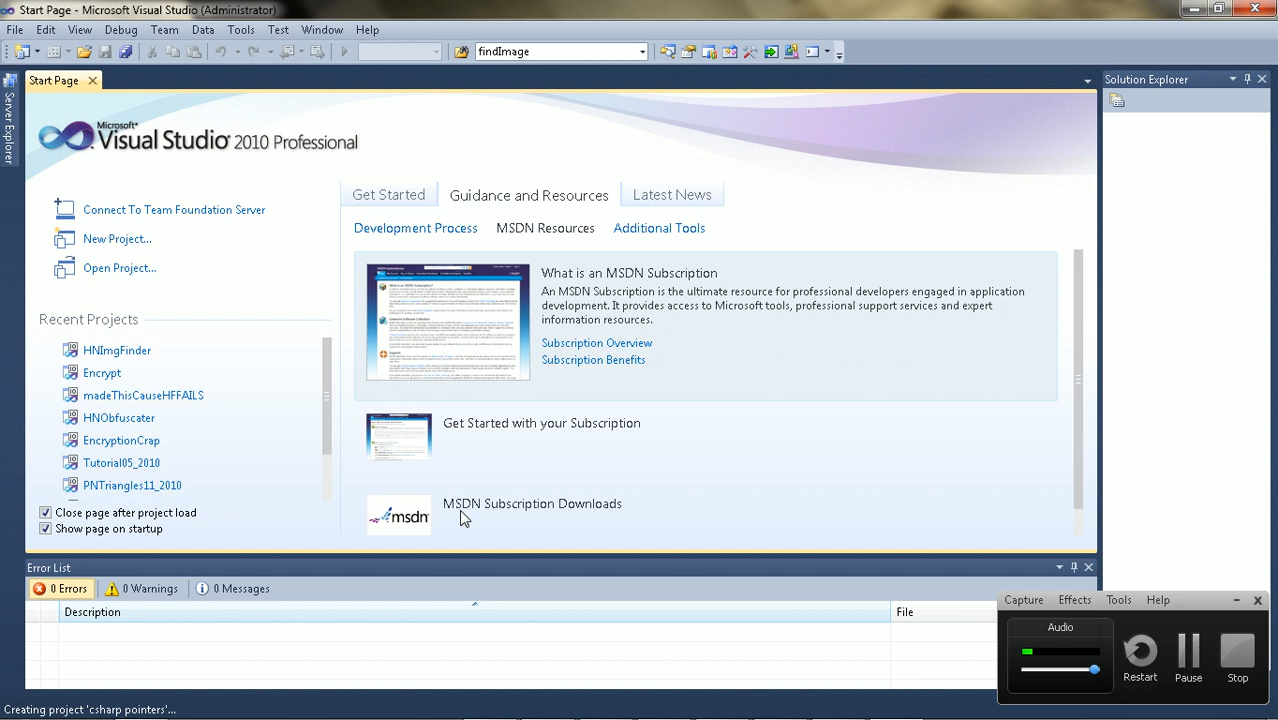 Start Page - Microsoft Visual Studio (Administrator)
File Edit View Debug Team Data Tools Test Window Help
findImage
Server Explorer
Start Page
Solution Explorer
Microsoft
Visual Studio 2010 Professional
Get Started Guidance and Resources Latest News
Connect To Team Foundation Server
New Project...
Open Project...
Development Process MSDN Resources Additional Tools
What is an MSDN Subscription
An MSDN Subscription is the ultimate resource for professional developers engaged in application
development. It provides access to Microsoft tools, professional support services and expert
information resources.
Subscription Overview
Subscription Benefits
Recent Proje
HNImgFinder
Encrypt
madeThisCauseHFFAILS
HNObfuscater
EncryptionCrap
Tutorial05_2010
PNTriangles11_2010
Get Started with your Subscription
msdn
MSDN Subscription Downloads
Close page after project load
Show page on startup
Error List
0 Errors 0 Warnings 0 Messages
Description File
Capture Effects Tools Help
Audio
Restart Pause Stop
Creating project 'csharp pointers'...